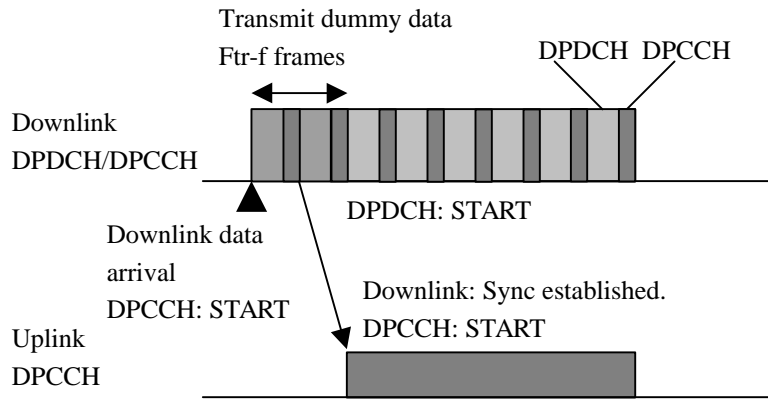 Transmit dummy data
Ftr-f frames
DPDCH DPCCH
Downlink
DPDCH/DPCCH
DPDCH: START
Downlink data
arrival
DPCCH: START
Downlink: Sync established.
DPCCH: START
Uplink
DPCCH